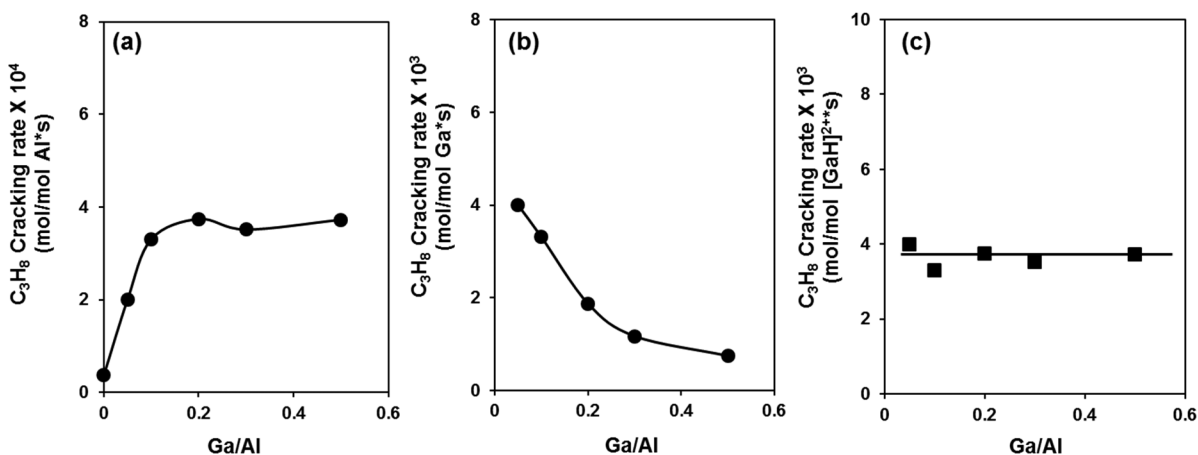 (a)
C3H8 Cracking rate X 10^4
(mol/mol Al*s)
8
6
4
2
0
0 0.2 0.4 0.6
Ga/Al
(b)
C3H8 Cracking rate X 10^3
(mol/mol Ga*s)
8
6
4
2
0
0 0.2 0.4 0.6
Ga/Al
(c)
C3H8 Cracking rate X 10^3
(mol/mol [GaH]^2+*s)
10
8
6
4
2
0
0 0.2 0.4 0.6
Ga/Al